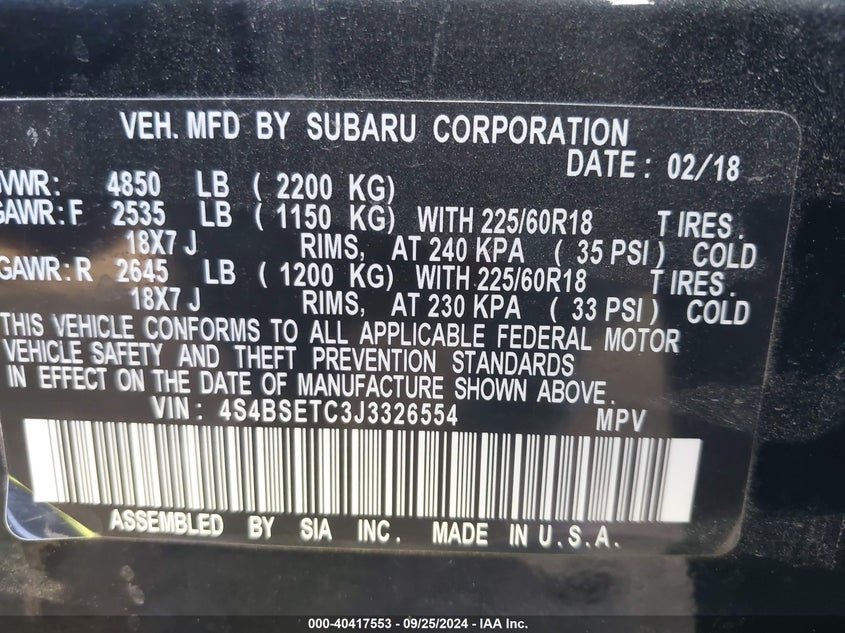 VEH. MFD BY SUBARU CORPORATION
DATE: 02/18
VWR: 4850 LB ( 2200 KG)
GAWR:F 2535 LB ( 1150 KG) WITH 225/60R18 TIRES.
18X7 J RIMS, AT 240 KPA ( 35 PSI ) COLD
GAWR:R 2645 LB ( 1200 KG) WITH 225/60R18 TIRES.
18X7 J RIMS, AT 230 KPA ( 33 PSI ) COLD
THIS VEHICLE CONFORMS TO ALL APPLICABLE FEDERAL MOTOR
VEHICLE SAFETY AND THEFT PREVENTION STANDARDS
IN EFFECT ON THE DATE OF MANUFACTURE SHOWN ABOVE.
VIN : 4S4BSETC3J3326554 MPV
ASSEMBLED BY SIA INC. MADE IN U.S.A.
000-40417553 - 09/25/2024 - IAA Inc.